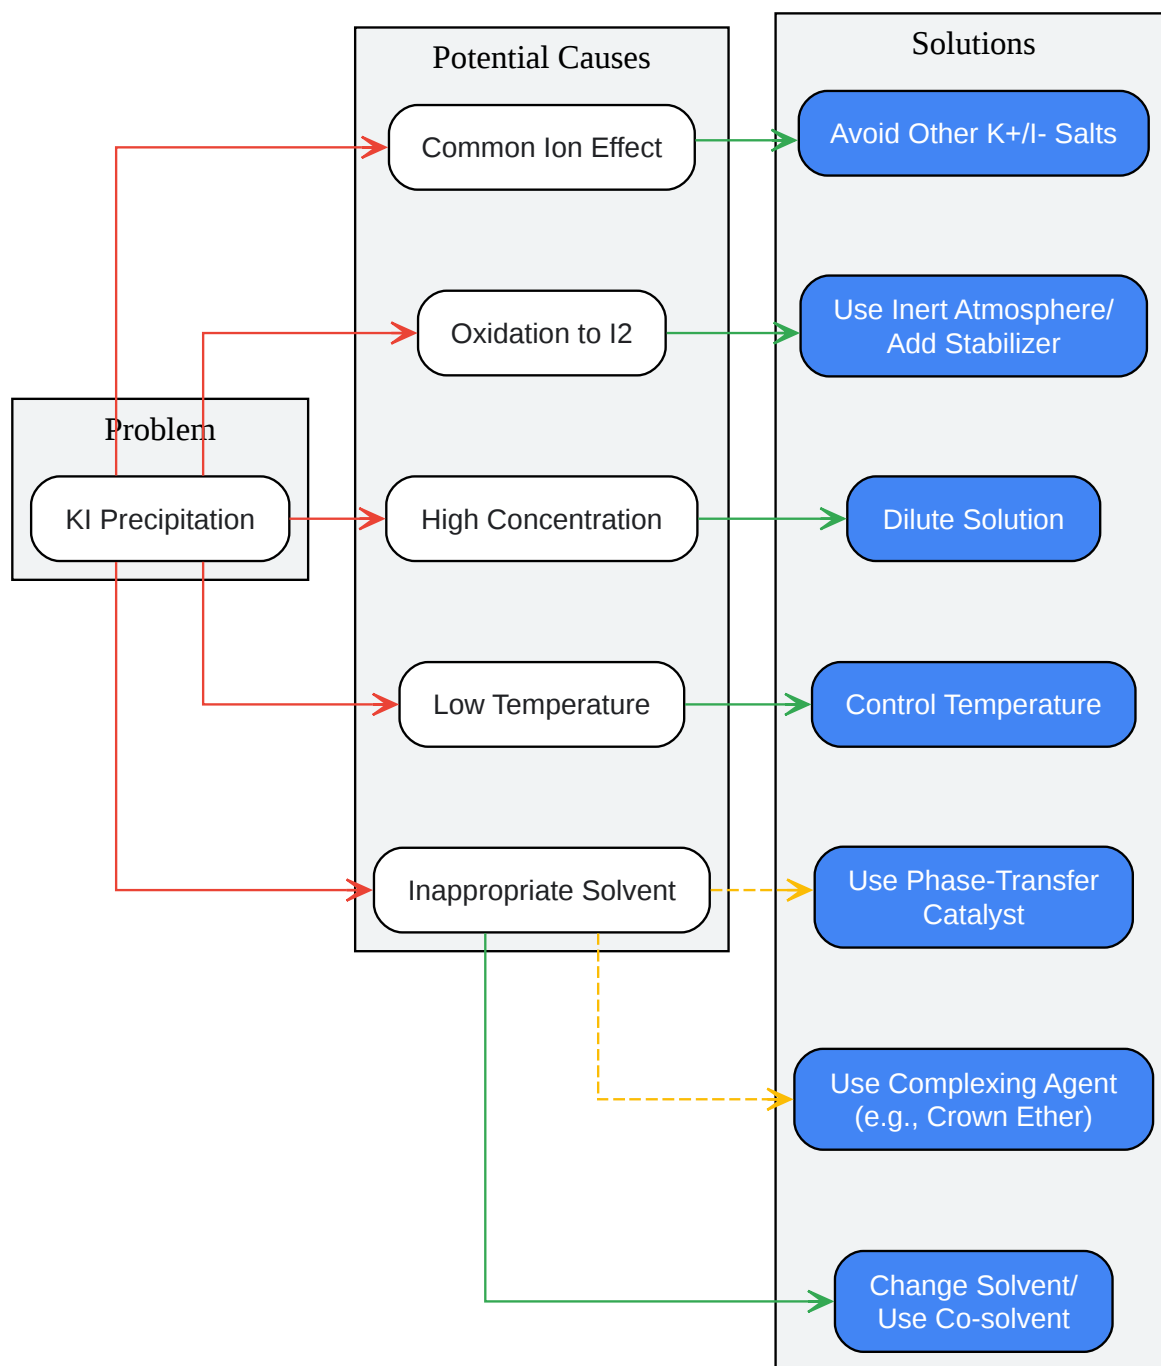 Problem
KI Precipitation
Potential Causes
Common Ion Effect
Oxidation to I2
High Concentration
Low Temperature
Inappropriate Solvent
Solutions
Avoid Other K+/I- Salts
Use Inert Atmosphere/
Add Stabilizer
Dilute Solution
Control Temperature
Use Phase-Transfer
Catalyst
Use Complexing Agent
(e.g., Crown Ether)
Change Solvent/
Use Co-solvent